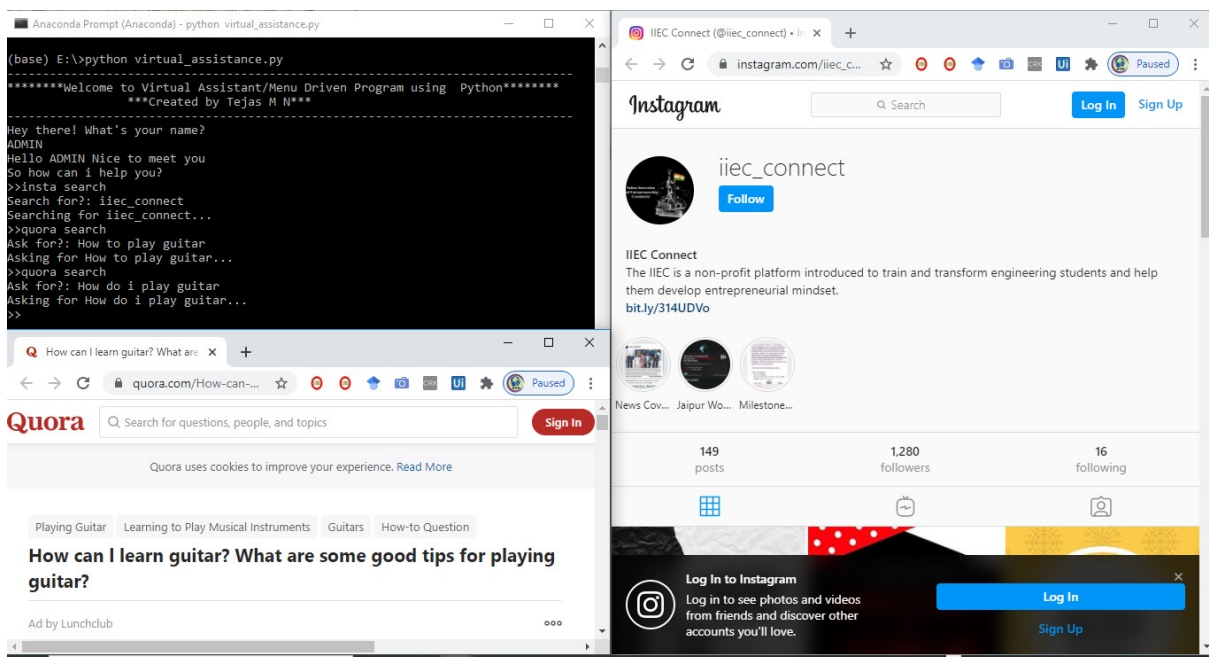 Anaconda Prompt (Anaconda) - python virtual_assistance.py
(base) E:\>python virtual_assistance.py
--------------------------------------------------------------------------------
********Welcome to Virtual Assistant/Menu Driven Program using  Python********
***Created by Tejas M N***
--------------------------------------------------------------------------------
Hey there! What's your name?
ADMIN
Hello ADMIN Nice to meet you
So how can i help you?
>>insta search
Search for?: iiec_connect
Searching for iiec_connect...
>>quora search
Ask for?: How to play guitar
Asking for How to play guitar...
>>quora search
Ask for?: How do i play guitar
Asking for How do i play guitar...
>>
How can I learn guitar? What are
quora.com/How-can-...
CRX
Ui
Paused
Quora
Search for questions, people, and topics
Sign In
Quora uses cookies to improve your experience. Read More
Playing Guitar Learning to Play Musical Instruments Guitars How-to Question
How can I learn guitar? What are some good tips for playing
guitar?
Ad by Lunchclub
IIEC Connect (@iiec_connect) • In
instagram.com/iiec_c...
CRX
Ui
Paused
Instagram
Search
Log In
Sign Up
iiec_connect
Follow
IIEC Connect
The IIEC is a non-profit platform introduced to train and transform engineering students and help
them develop entrepreneurial mindset.
bit.ly/314UDVo
News Cov... Jaipur Wo... Milestone...
149 1,280 16
posts followers following
Log In to Instagram
Log in to see photos and videos
from friends and discover other
accounts you'll love.
Log In
Sign Up